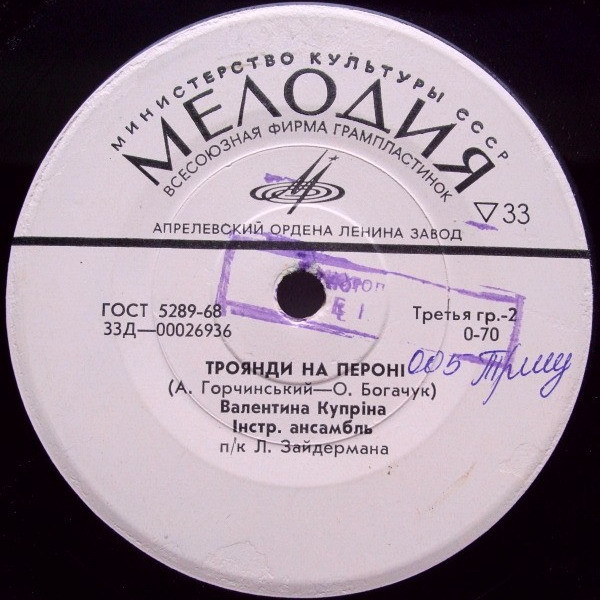 МИНИСТЕРСТВО КУЛЬТУРЫ СССР
МЕЛОДИЯ
ВСЕСОЮЗНАЯ ФИРМА ГРАМПЛАСТИНОК
▽33
АПРЕЛЕВСКИЙ ОРДЕНА ЛЕНИНА ЗАВОД
ГОСТ 5289-68
Третья гр.-2
33Д—00026936
0-70
ТРОЯНДИ НА ПЕРОНІ
005
(А. Горчинський—О. Богачук)
Валентина Купріна
Інстр. ансамбль
п/к Л. Зайдермана